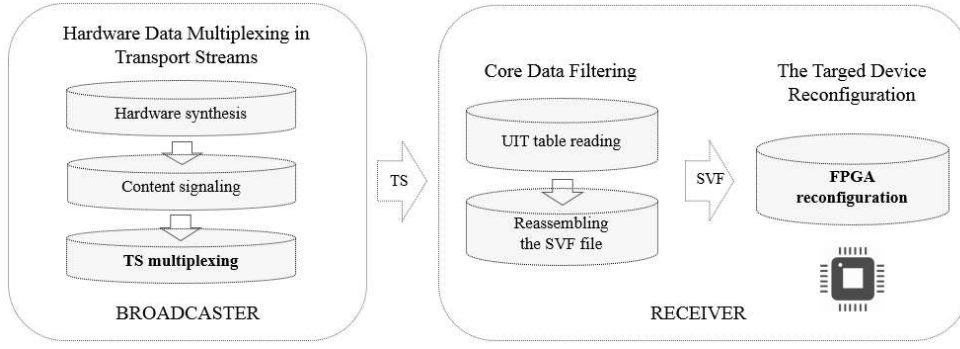 Hardware Data Multiplexing in
Transport Streams
Hardware synthesis
Content signaling
TS multiplexing
BROADCASTER
TS
Core Data Filtering
UIT table reading
Reassembling
the SVF file
SVF
The Targed Device
Reconfiguration
FPGA
reconfiguration
RECEIVER